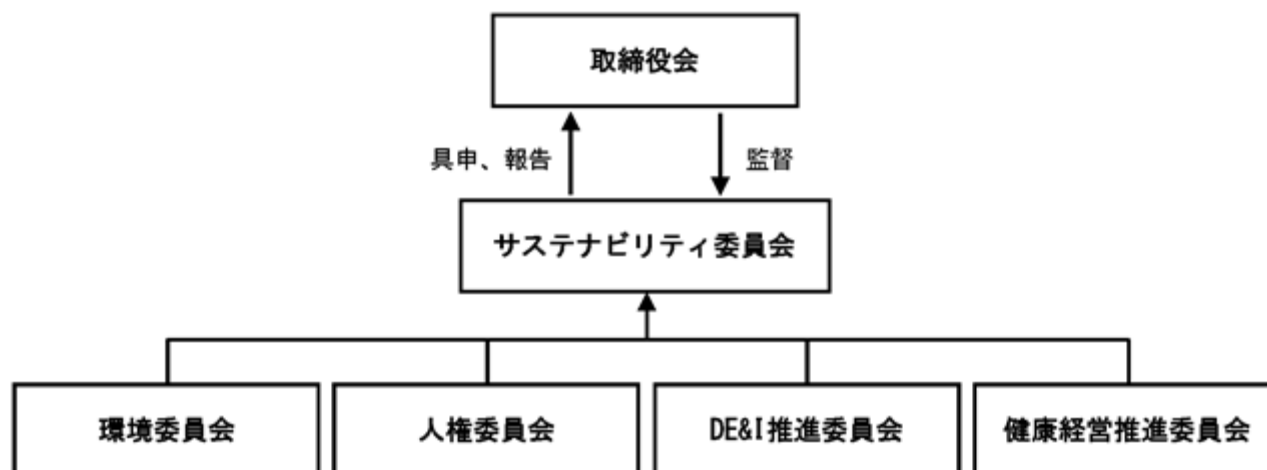 取締役会
具申、報告
監督
サステナビリティ委員会
環境委員会
人権委員会
DE&I推進委員会
健康経営推進委員会